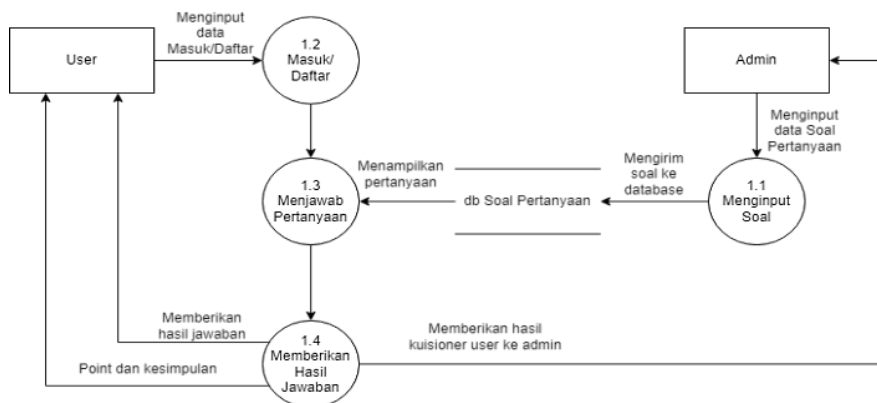 Menginput
data
Masuk/Daftar
User
1.2
Masuk/
Daftar
Admin
Menginput
data Soal
Pertanyaan
Menampilkan
pertanyaan
Mengirim
soal ke
database
1.3
Menjawab
Pertanyaan
db Soal Pertanyaan
1.1
Menginput
Soal
Memberikan
hasil jawaban
Memberikan hasil
kuisioner user ke admin
Point dan kesimpulan
1.4
Memberikan
Hasil
Jawaban